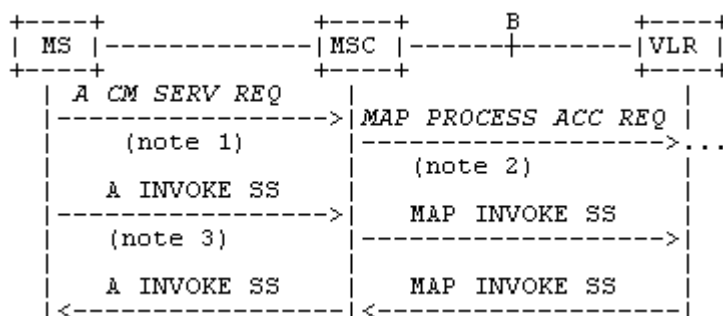 B
MS MSC VLR
A CM SERV REQ
MAP PROCESS ACC REQ
(note 1)
...
(note 2)
A INVOKE SS
MAP INVOKE SS
(note 3)
A INVOKE SS MAP INVOKE SS